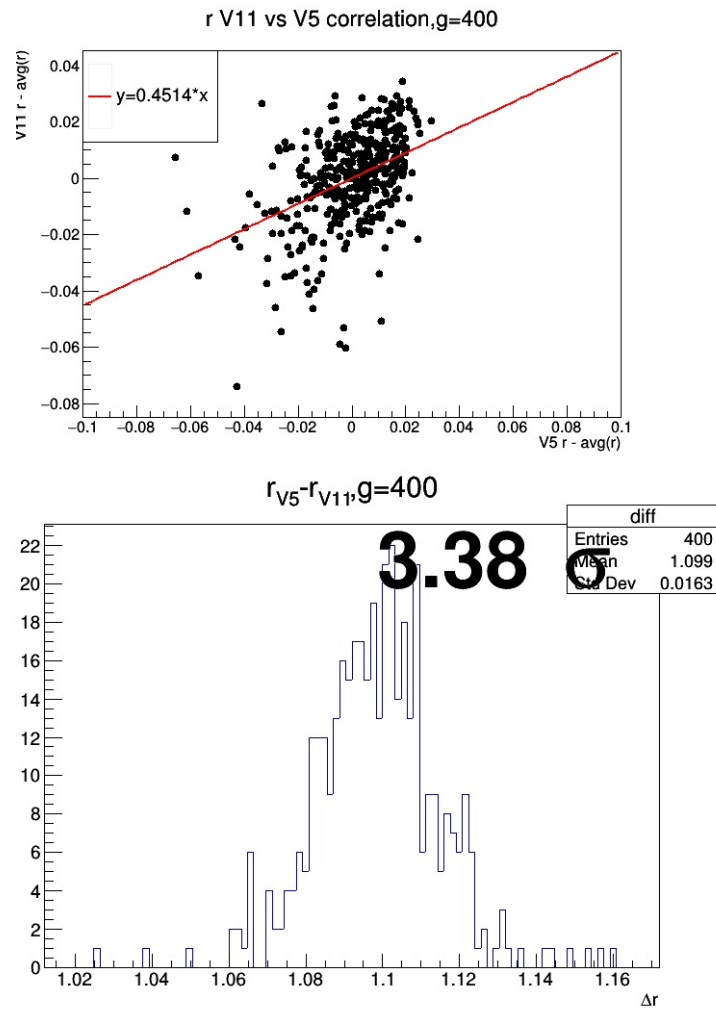 r V11 vs V5 correlation,g=400
V11 r - avg(r)
y=0.4514*x
0.04
0.02
0
−0.02
−0.04
−0.06
−0.08
−0.1 −0.08 −0.06 −0.04 −0.02 0 0.02 0.04 0.06 0.08 0.1
V5 r - avg(r)
r_V5-r_V11,g=400
3.38 σ
diff
Entries 400
Mean 1.099
Std Dev 0.0163
22
20
18
16
14
12
10
8
6
4
2
0
1.02 1.04 1.06 1.08 1.1 1.12 1.14 1.16
Δr